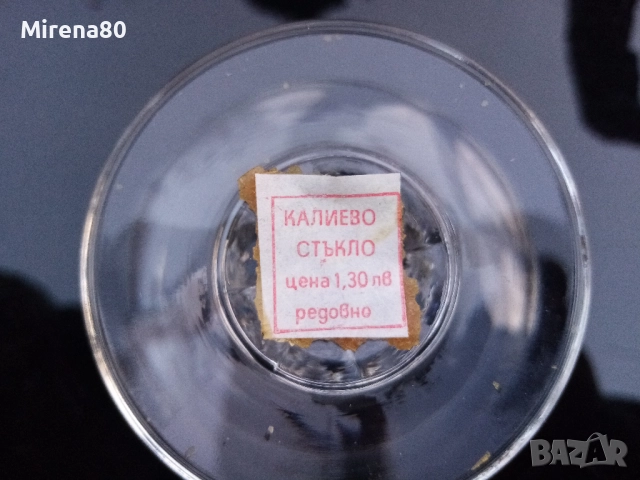 Mirena80
КАЛИЕВО
СТЪКЛО
цена 1,30 лв
редовно
BAZAR